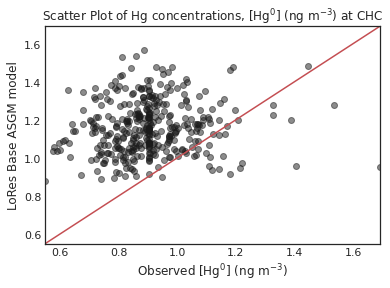 Scatter Plot of Hg concentrations, [Hg⁰] (ng m⁻³) at CHC
LoRes Base ASGM model
1.6
1.4
1.2
1.0
0.8
0.6
0.6 0.8 1.0 1.2 1.4 1.6
Observed [Hg⁰] (ng m⁻³)